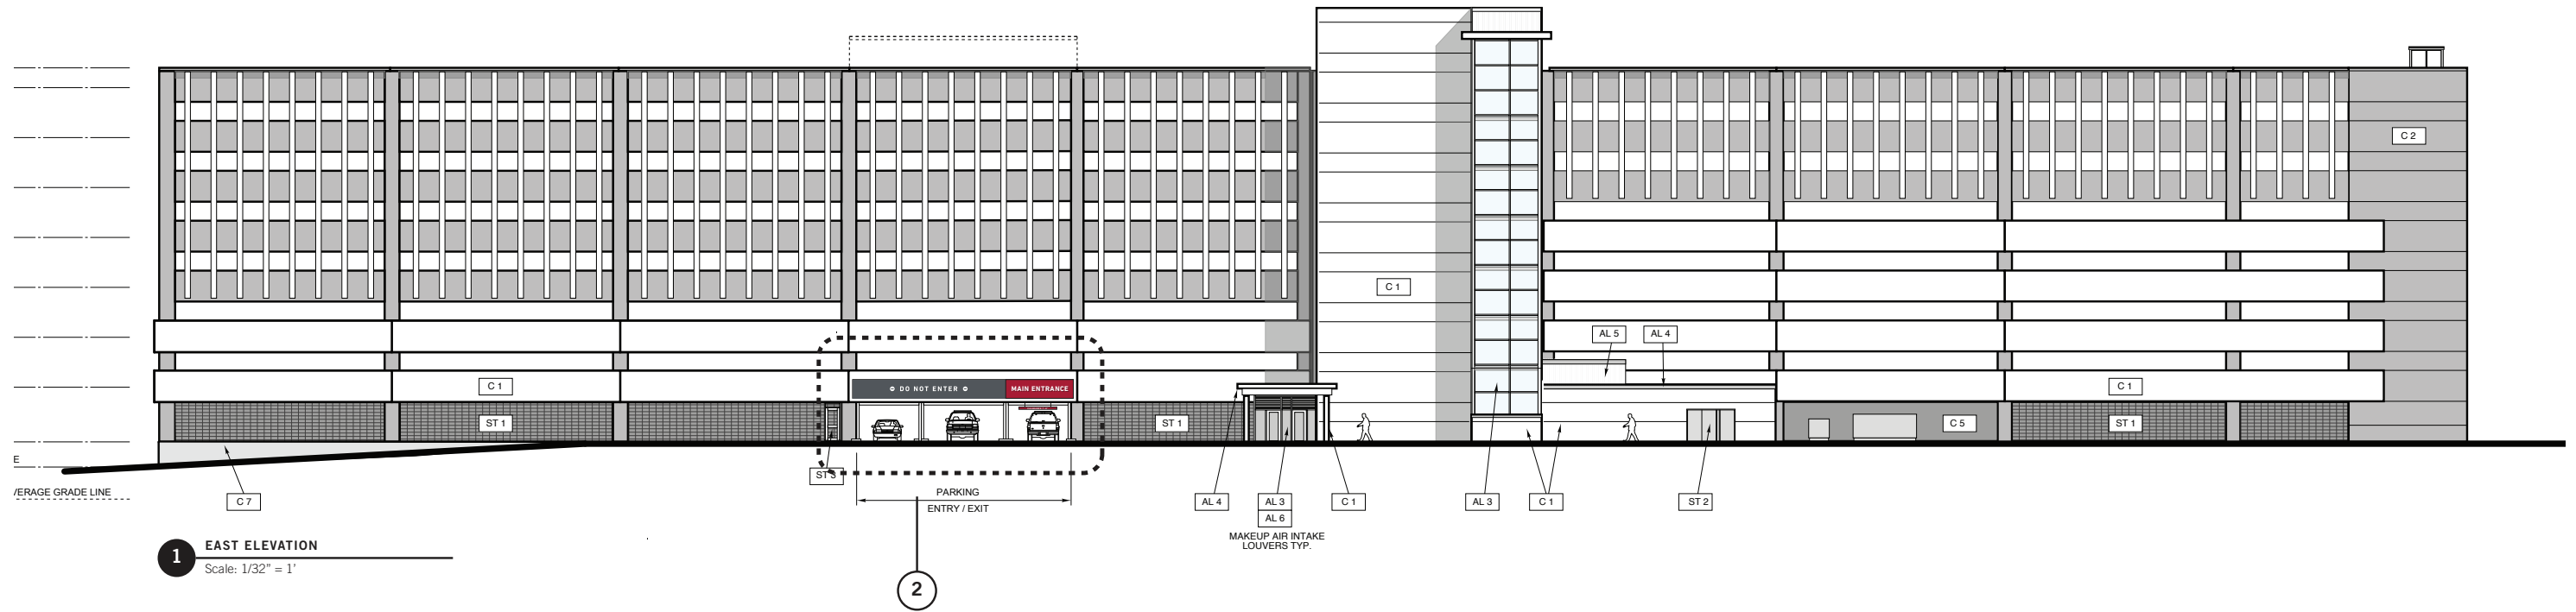 C 2
C 1
AL 5
AL 4
C 1
DO NOT ENTER
MAIN ENTRANCE
C 1
ST 1
ST 1
C 5
ST 1
E
/ERAGE GRADE LINE
C 7
ST 3
PARKING
ENTRY / EXIT
AL 4
AL 3
C 1
AL 3
C 1
ST 2
AL 6
MAKEUP AIR INTAKE
LOUVERS TYP.
1
EAST ELEVATION
Scale: 1/32" = 1'
2